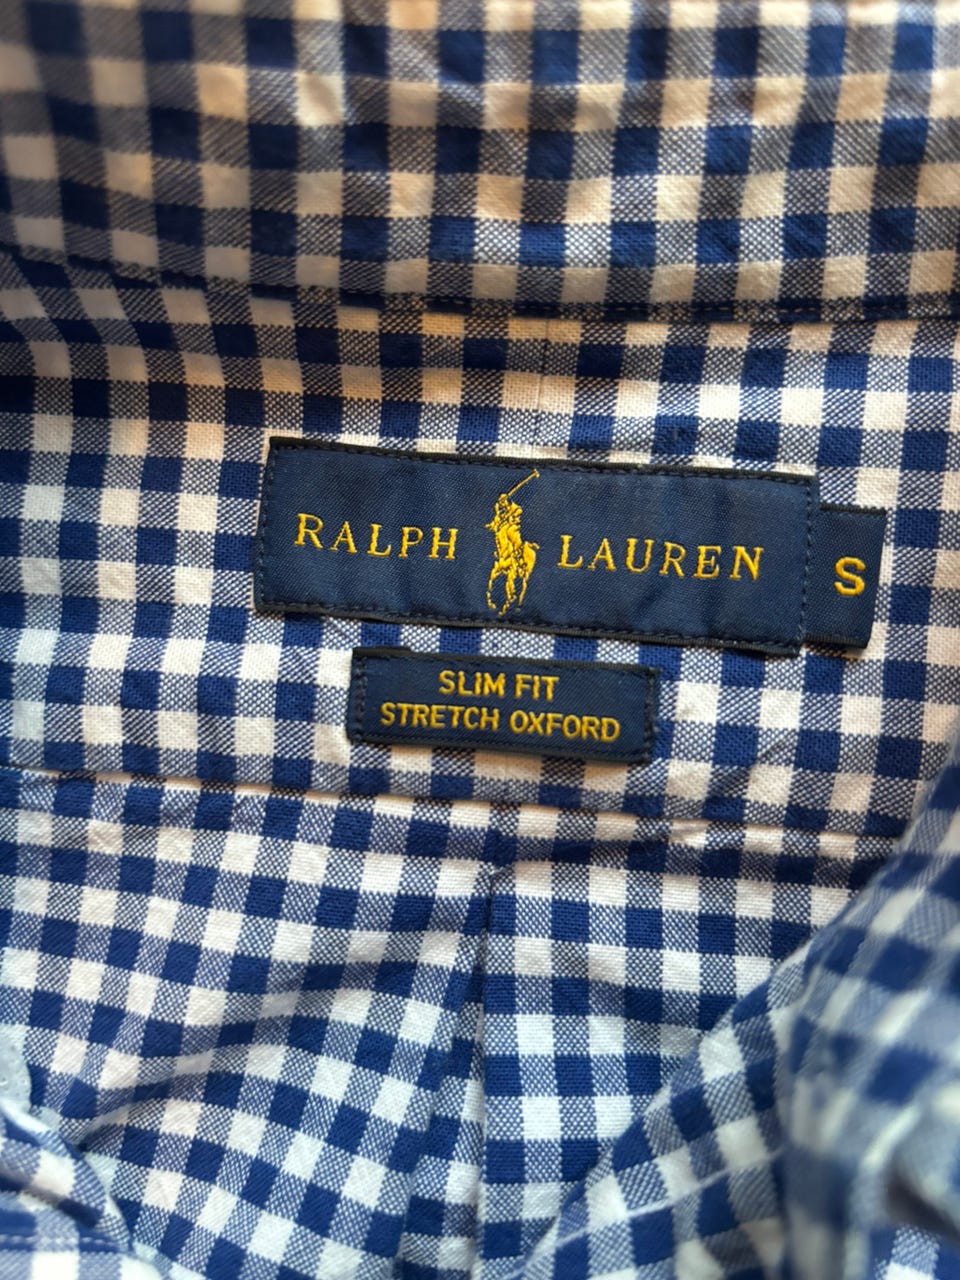 RALPH LAUREN
S
SLIM FIT
STRETCH OXFORD